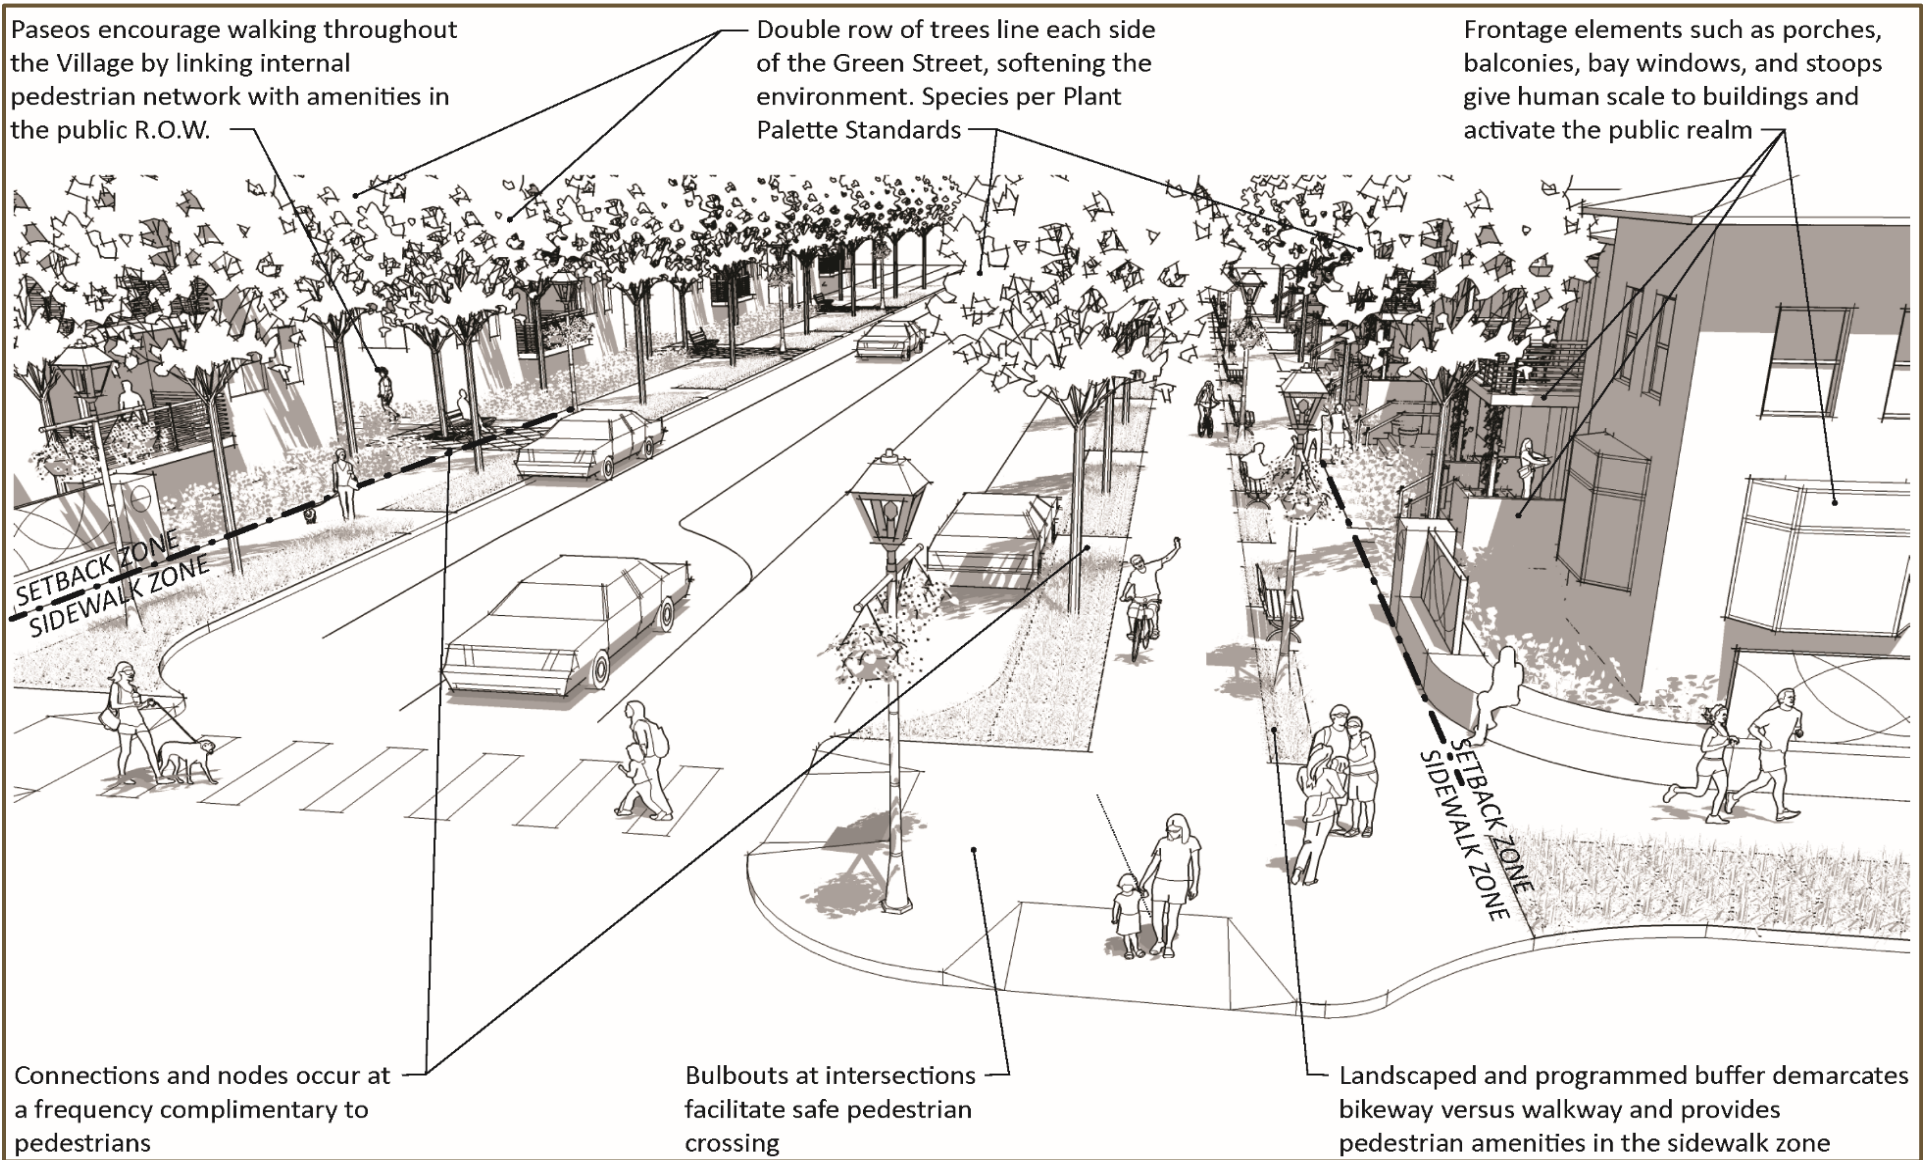 Paseos encourage walking throughout
the Village by linking internal
pedestrian network with amenities in
the public R.O.W.
Double row of trees line each side
of the Green Street, softening the
environment. Species per Plant
Palette Standards
Frontage elements such as porches,
balconies, bay windows, and stoops
give human scale to buildings and
activate the public realm
SETBACK ZONE
SIDEWALK ZONE
SETBACK ZONE
SIDEWALK ZONE
Connections and nodes occur at
a frequency complimentary to
pedestrians
Bulbouts at intersections
facilitate safe pedestrian
crossing
Landscaped and programmed buffer demarcates
bikeway versus walkway and provides
pedestrian amenities in the sidewalk zone